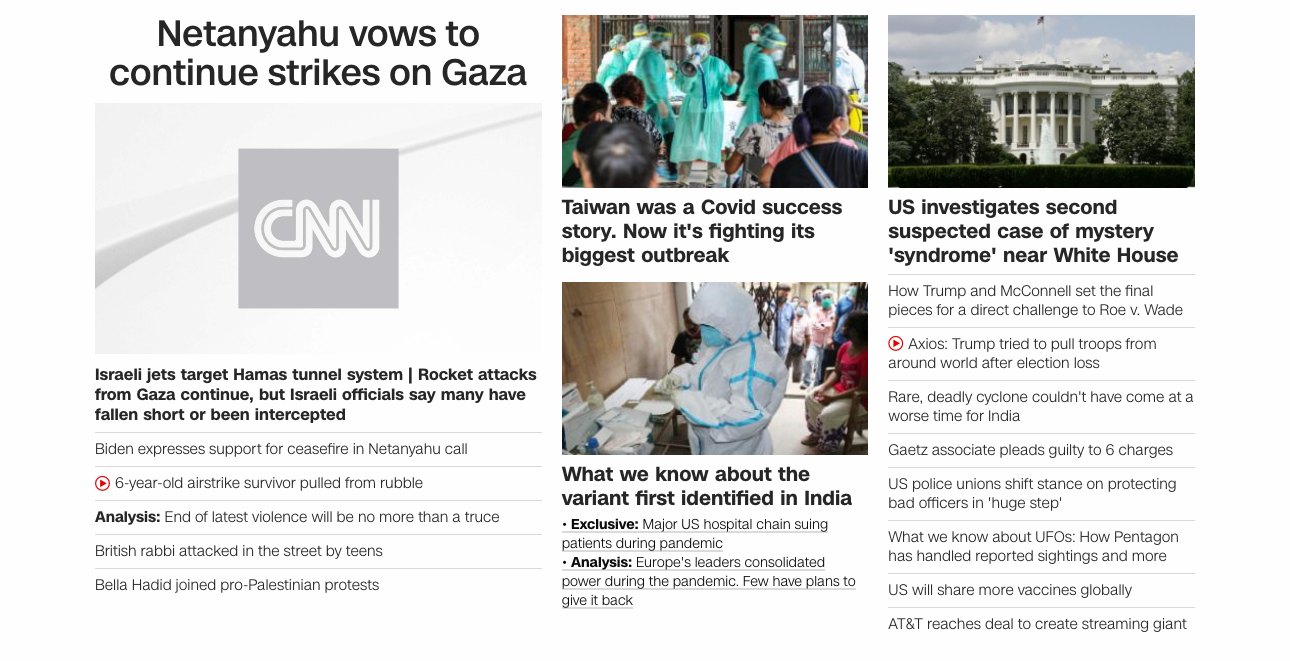 Netanyahu vows to
continue strikes on Gaza
CNN
Israeli jets target Hamas tunnel system | Rocket attacks
from Gaza continue, but Israeli officials say many have
fallen short or been intercepted
Biden expresses support for ceasefire in Netanyahu call
6-year-old airstrike survivor pulled from rubble
Analysis: End of latest violence will be no more than a truce
British rabbi attacked in the street by teens
Bella Hadid joined pro-Palestinian protests
Taiwan was a Covid success
story. Now it's fighting its
biggest outbreak
What we know about the
variant first identified in India
• Exclusive: Major US hospital chain suing
patients during pandemic
• Analysis: Europe's leaders consolidated
power during the pandemic. Few have plans to
give it back
US investigates second
suspected case of mystery
'syndrome' near White House
How Trump and McConnell set the final
pieces for a direct challenge to Roe v. Wade
Axios: Trump tried to pull troops from
around world after election loss
Rare, deadly cyclone couldn't have come at a
worse time for India
Gaetz associate pleads guilty to 6 charges
US police unions shift stance on protecting
bad officers in 'huge step'
What we know about UFOs: How Pentagon
has handled reported sightings and more
US will share more vaccines globally
AT&T reaches deal to create streaming giant